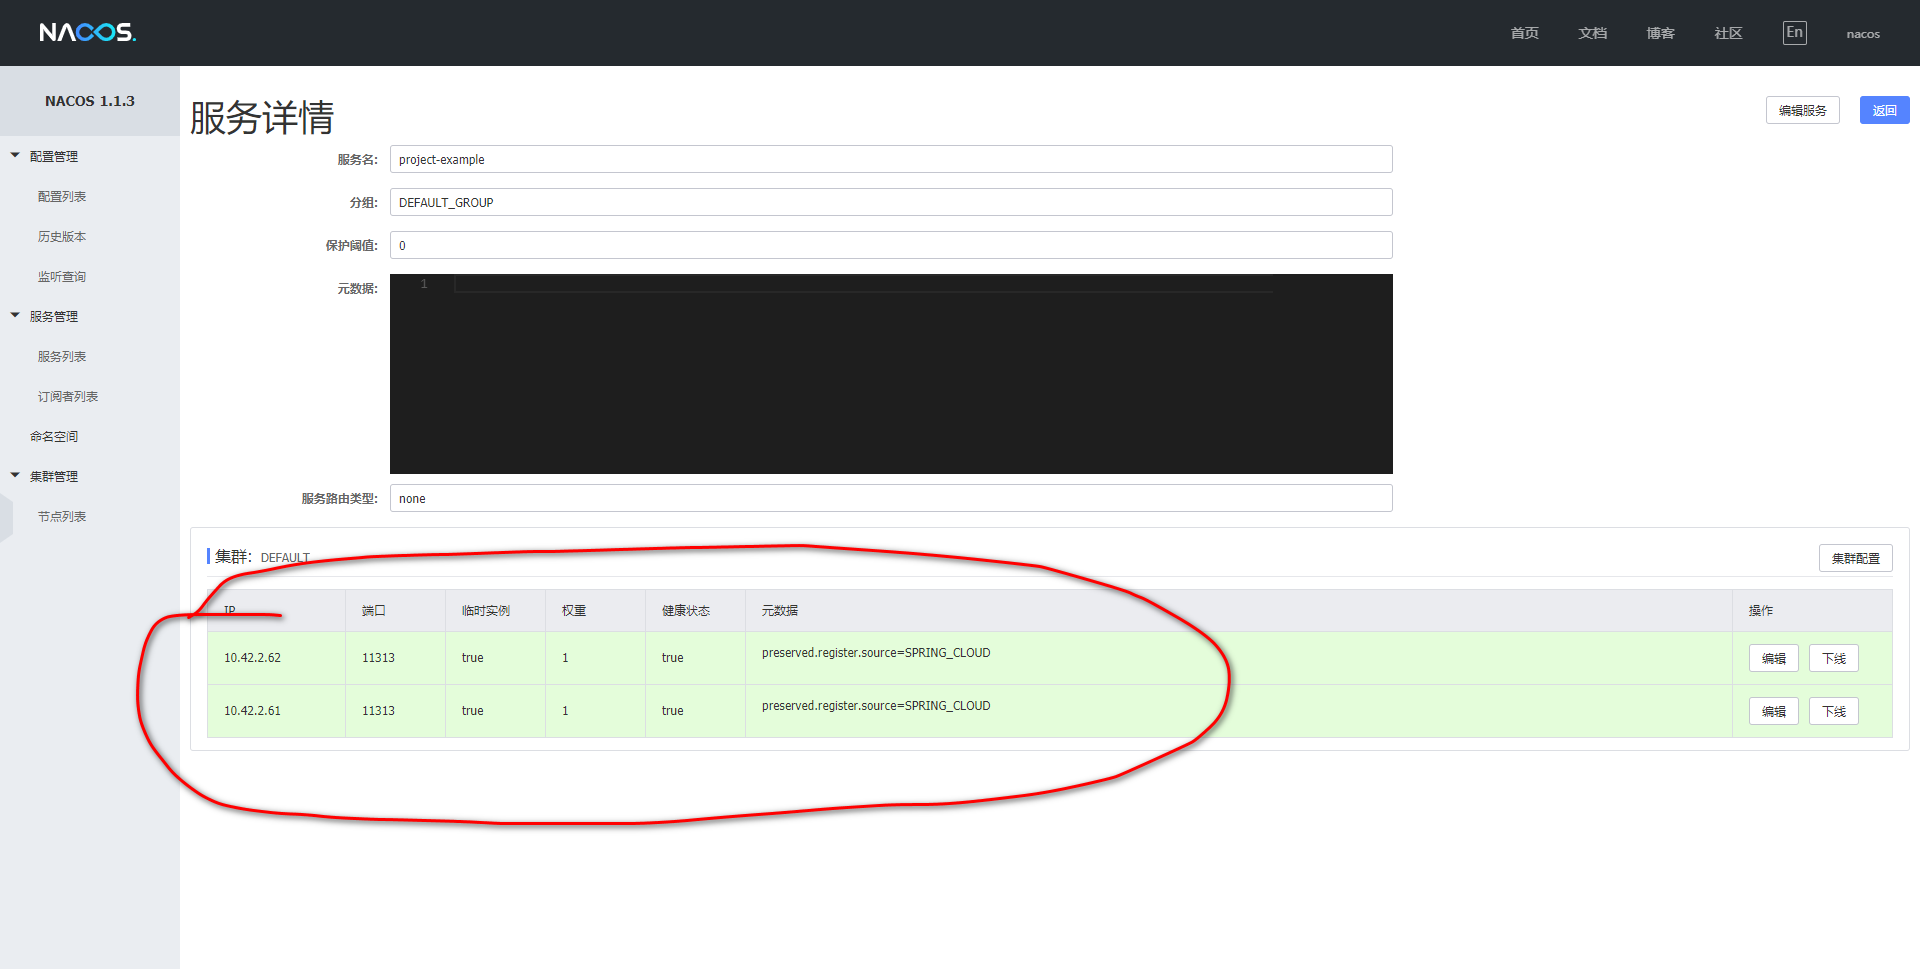 NACOS.
首页 文档 博客 社区 En nacos
NACOS 1.1.3
配置管理
配置列表
历史版本
监听查询
服务管理
服务列表
订阅者列表
命名空间
集群管理
节点列表
服务详情
编辑服务 返回
服务名: project-example
分组: DEFAULT_GROUP
保护阈值: 0
元数据: 1
服务路由类型: none
集群: DEFAULT 集群配置
IP 端口 临时实例 权重 健康状态 元数据 操作
10.42.2.62 11313 true 1 true preserved.register.source=SPRING_CLOUD 编辑 下线
10.42.2.61 11313 true 1 true preserved.register.source=SPRING_CLOUD 编辑 下线